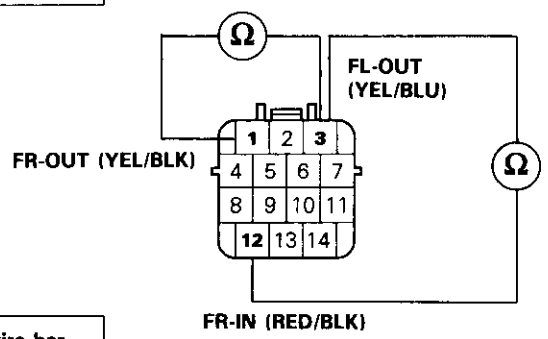 Ω
FL-OUT
(YEL/BLU)
1 2 3
FR-OUT (YEL/BLK)
4 5 6 7
Ω
8 9 10 11
12 13 14
FR-IN (RED/BLK)